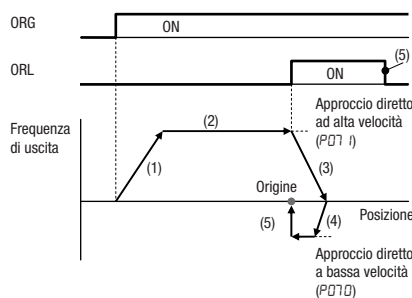 ORG
ON
ORL
ON
(5)
Frequenza
di uscita
(1)
(2)
Approccio diretto
ad alta velocità
(P071)
(3)
Origine
Posizione
(5)
(4)
Approccio diretto
a bassa velocità
(P070)